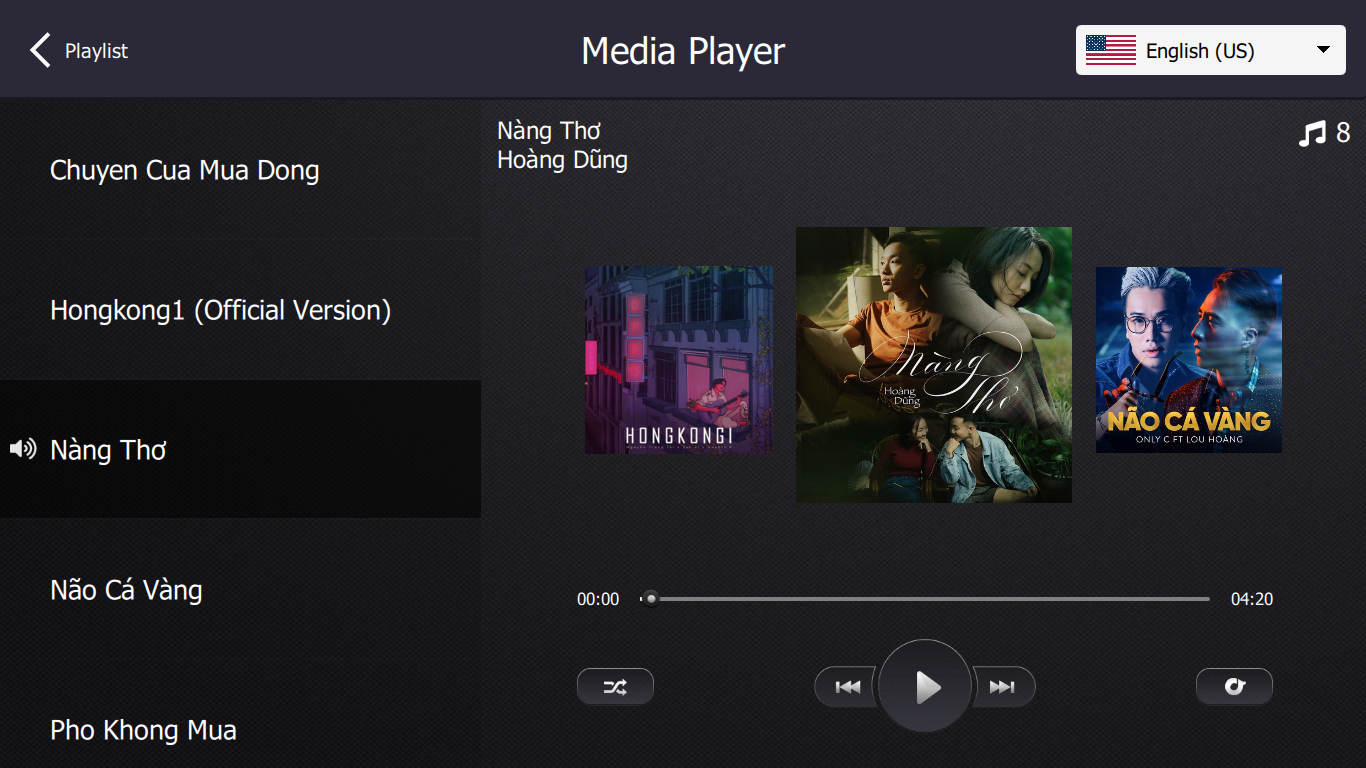 Playlist
Media Player
English (US)
Chuyen Cua Mua Dong
Hongkong1 (Official Version)
Nàng Thơ
Não Cá Vàng
Pho Khong Mua
Nàng Thơ
Hoàng Dũng
8
HONGKONG1
Nàng
Thơ
Hoàng
Dũng
NÃO CÁ VÀNG
ONLY C FT LOU HOÀNG
00:00
04:20